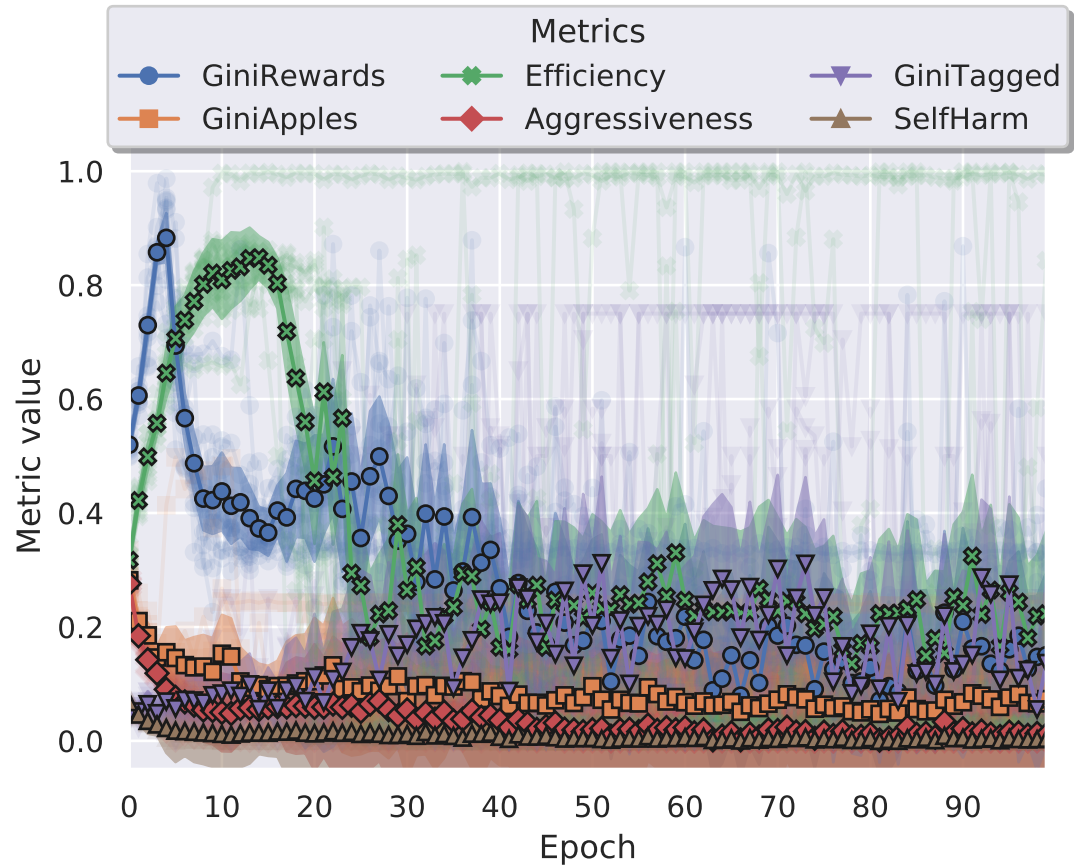 Metrics
GiniRewards Efficiency GiniTagged
GiniApples Aggressiveness SelfHarm
1.0
0.8
0.6
0.4
0.2
0.0
Metric value
0 10 20 30 40 50 60 70 80 90
Epoch